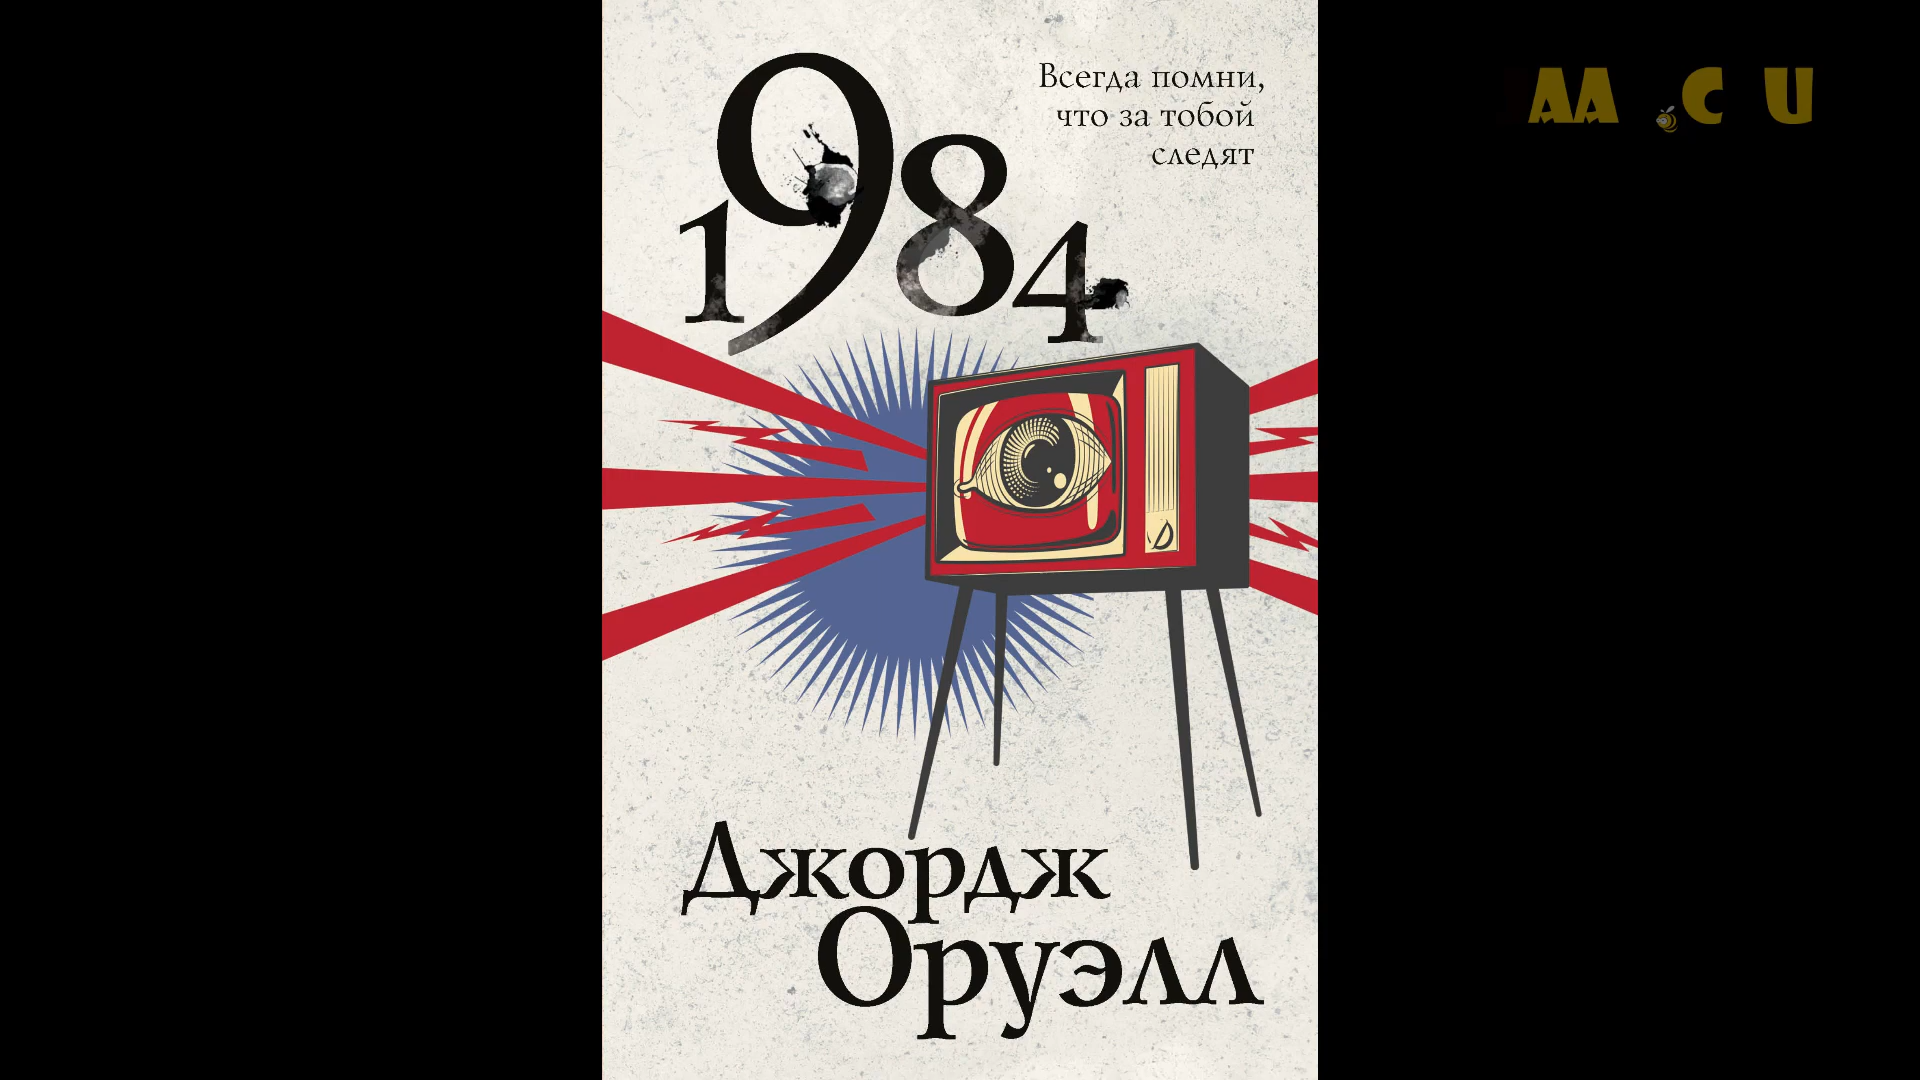 1984
Всегда помни,
что за тобой
следят
Джордж
Оруэлл